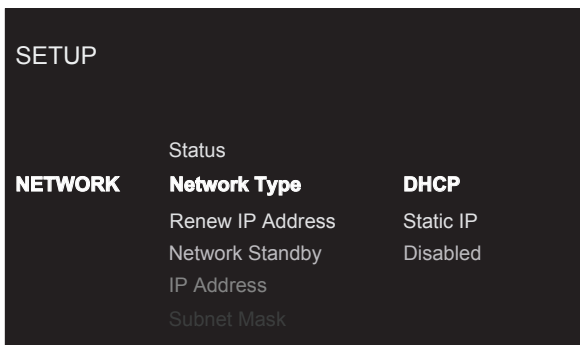 SETUP
Status
NETWORK Network Type DHCP
Renew IP Address Static IP
Network Standby Disabled
IP Address
Subnet Mask